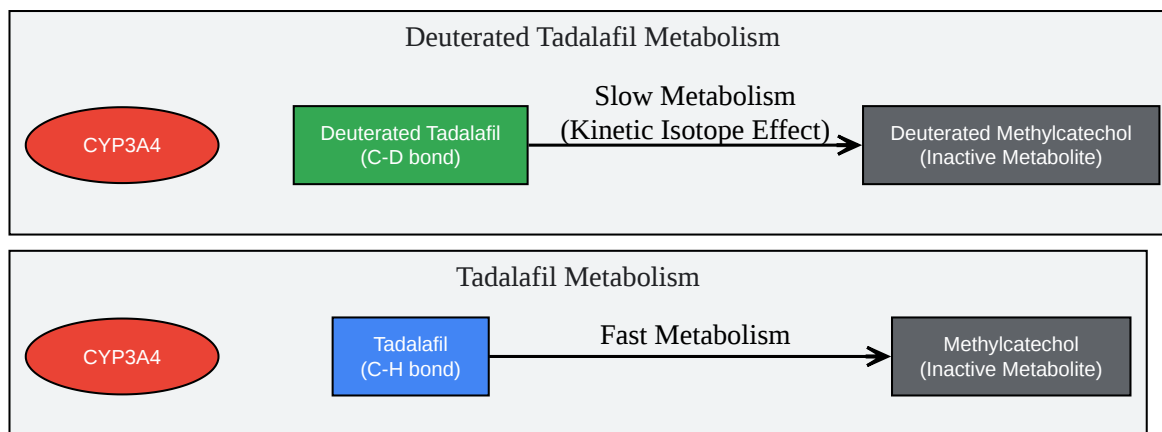 Deuterated Tadalafil Metabolism
CYP3A4
Deuterated Tadalafil
(C-D bond)
Slow Metabolism
(Kinetic Isotope Effect)
Deuterated Methylcatechol
(Inactive Metabolite)
Tadalafil Metabolism
CYP3A4
Tadalafil
(C-H bond)
Fast Metabolism
Methylcatechol
(Inactive Metabolite)